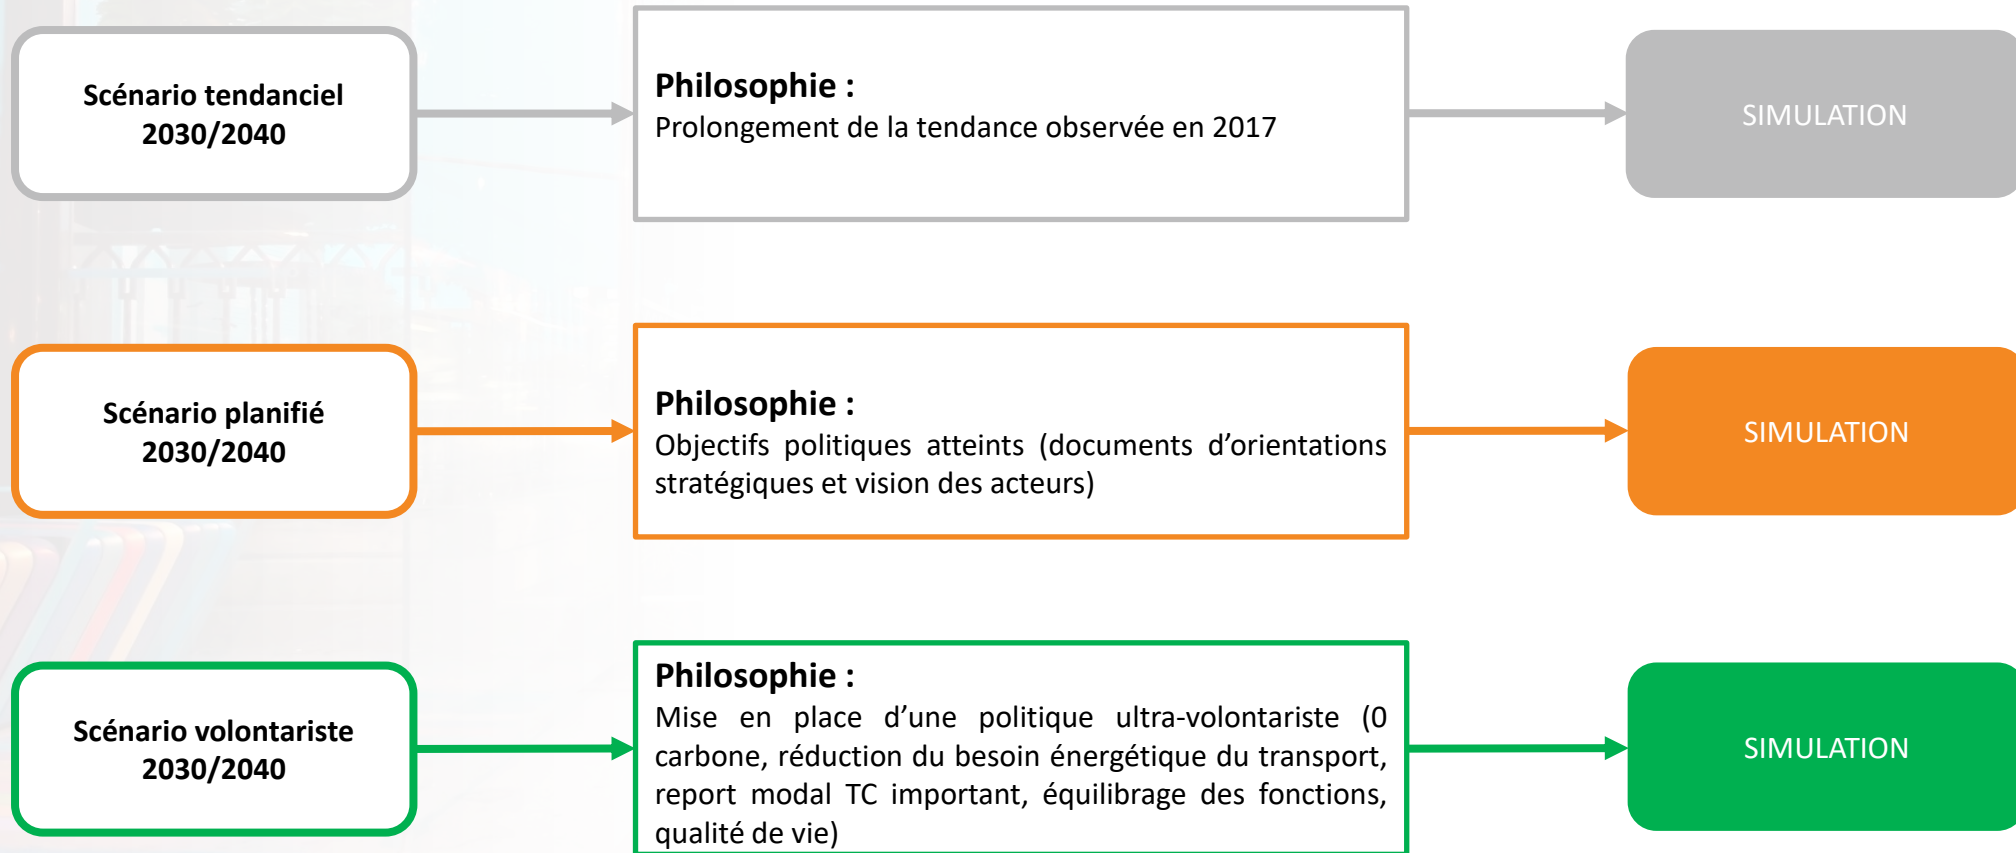 Scénario tendanciel
2030/2040
Philosophie :
Prolongement de la tendance observée en 2017
SIMULATION
Scénario planifié
2030/2040
Philosophie :
Objectifs politiques atteints (documents d’orientations
stratégiques et vision des acteurs)
SIMULATION
Scénario volontariste
2030/2040
Philosophie :
Mise en place d’une politique ultra-volontariste (0
carbone, réduction du besoin énergétique du transport,
report modal TC important, équilibrage des fonctions,
qualité de vie)
SIMULATION